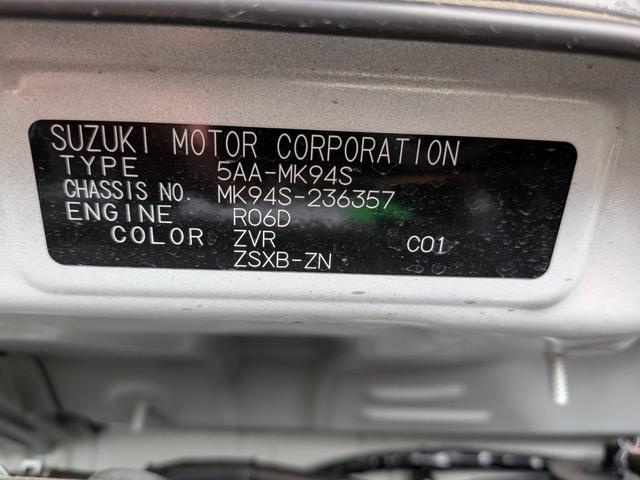 SUZUKI MOTOR CORPORATION
TYPE 5AA-MK94S
CHASSIS NO. MK94S-236357
ENGINE R06D
COLOR ZVR C01
ZSXB-ZN